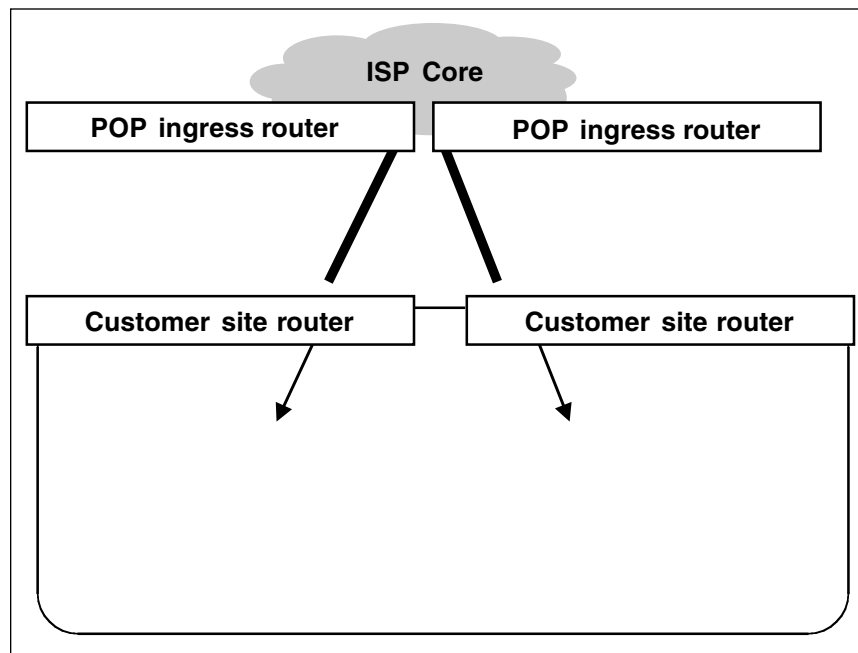 ISP Core
POP ingress router
POP ingress router
Customer site router
Customer site router